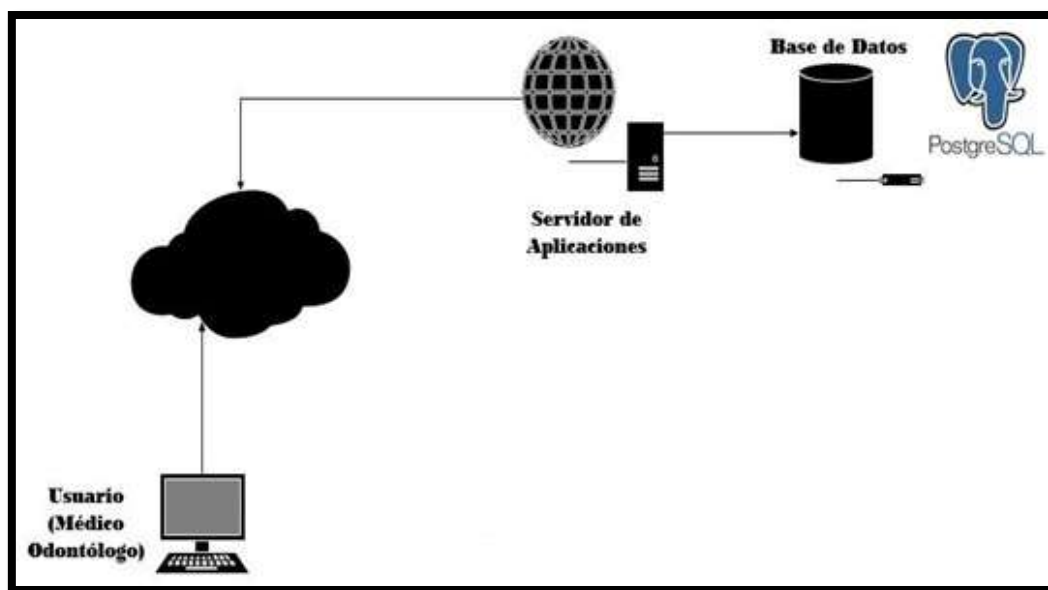 Base de Datos
PostgreSQL
Servidor de
Aplicaciones
Usuario
(Médico
Odontólogo)